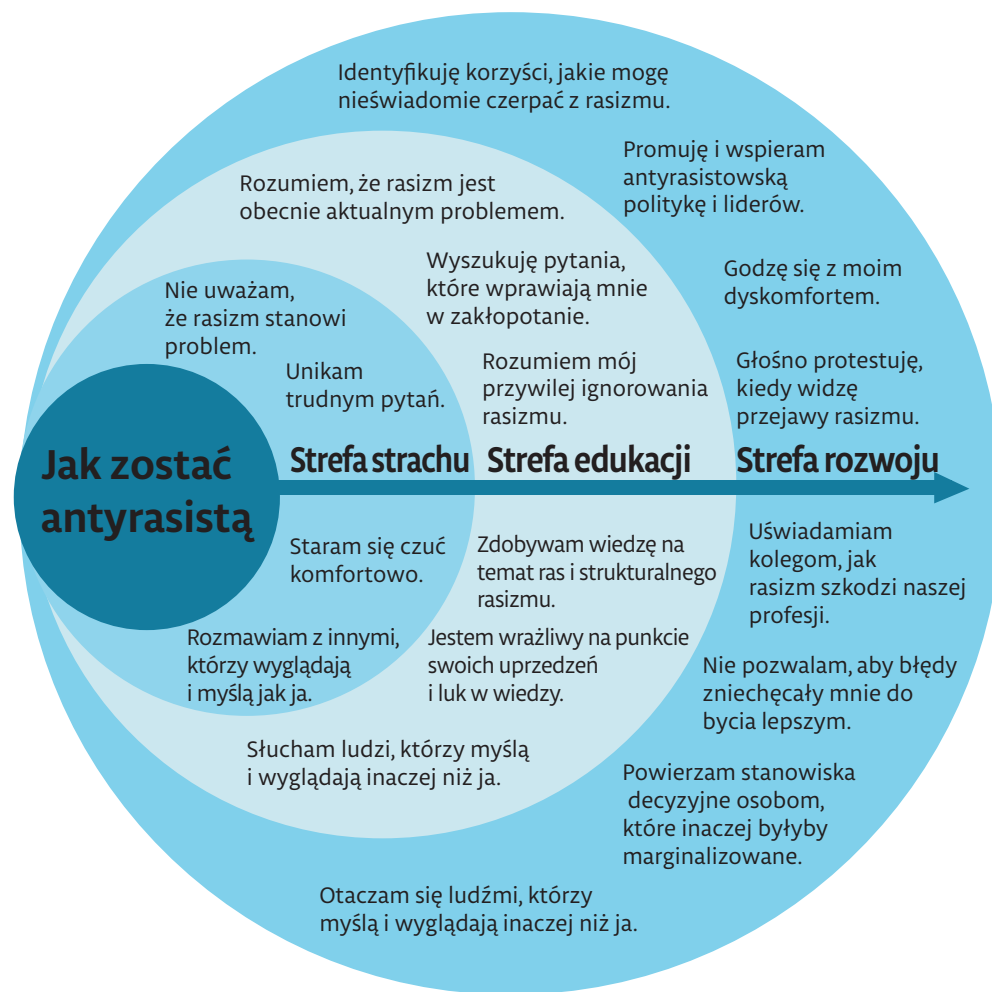 Identyfikuję korzyści, jakie mogę
nieświadomie czerpać z rasizmu.
Promuję i wspieram
antyrasistowską
politykę i liderów.
Rozumiem, że rasizm jest
obecnie aktualnym problemem.
Wyszukuję pytania,
które wprawiają mnie
w zakłopotanie.
Godzę się z moim
dyskomfortem.
Nie uważam,
że rasizm stanowi
problem.
Unikam
trudnym pytań.
Rozumiem mój
przywilej ignorowania
rasizmu.
Głośno protestuję,
kiedy widzę
przejawy rasizmu.
Jak zostać
antyrasistą
Strefa strachu
Strefa edukacji
Strefa rozwoju
Staram się czuć
komfortowo.
Zdobywam wiedzę na
temat ras i strukturalnego
rasizmu.
Uświadamiam
kolegom, jak
rasizm szkodzi naszej
profesji.
Rozmawiam z innymi,
którzy wyglądają
i myślą jak ja.
Jestem wrażliwy na punkcie
swoich uprzedzeń
i luk w wiedzy.
Nie pozwalam, aby błędy
zniechęcały mnie do
bycia lepszym.
Słucham ludzi, którzy myślą
i wyglądają inaczej niż ja.
Powierzam stanowiska
decyzyjne osobom,
które inaczej byłyby
marginalizowane.
Otaczam się ludźmi, którzy
myślą i wyglądają inaczej niż ja.